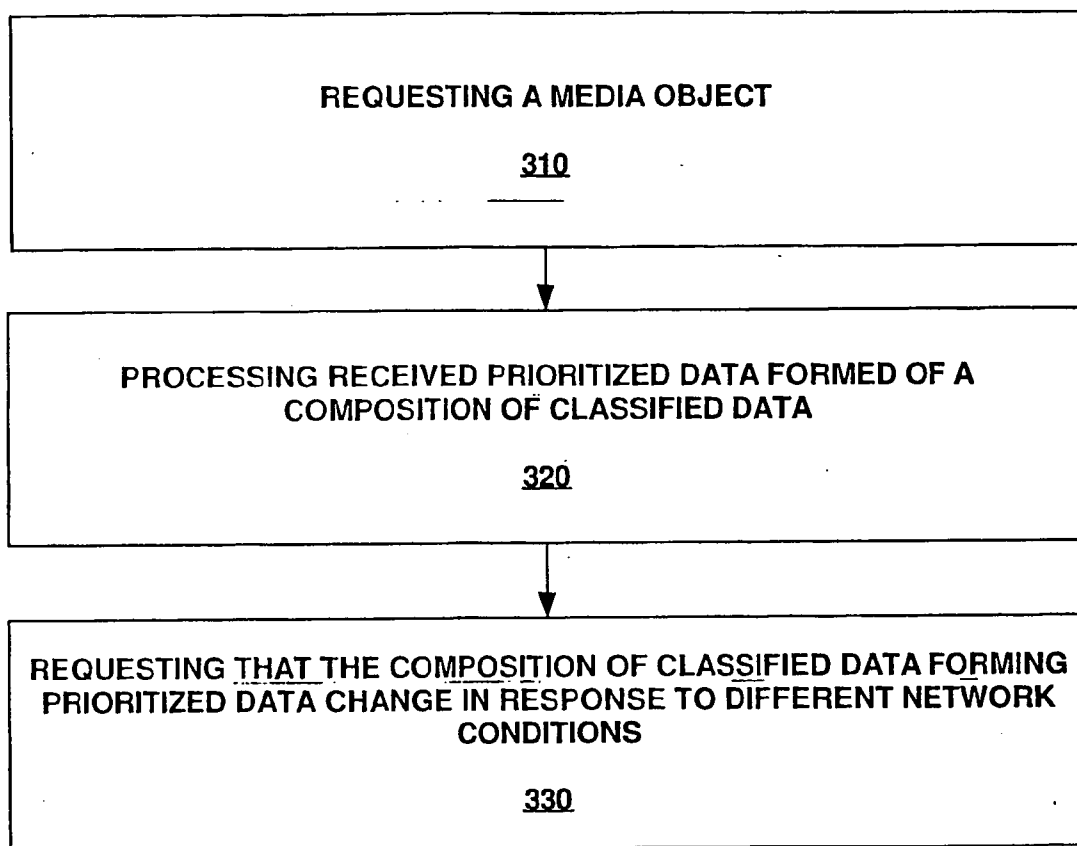 REQUESTING A MEDIA OBJECT
310
PROCESSING RECEIVED PRIORITIZED DATA FORMED OF A
COMPOSITION OF CLASSIFIED DATA
320
REQUESTING THAT THE COMPOSITION OF CLASSIFIED DATA FORMING
PRIORITIZED DATA CHANGE IN RESPONSE TO DIFFERENT NETWORK
CONDITIONS
330